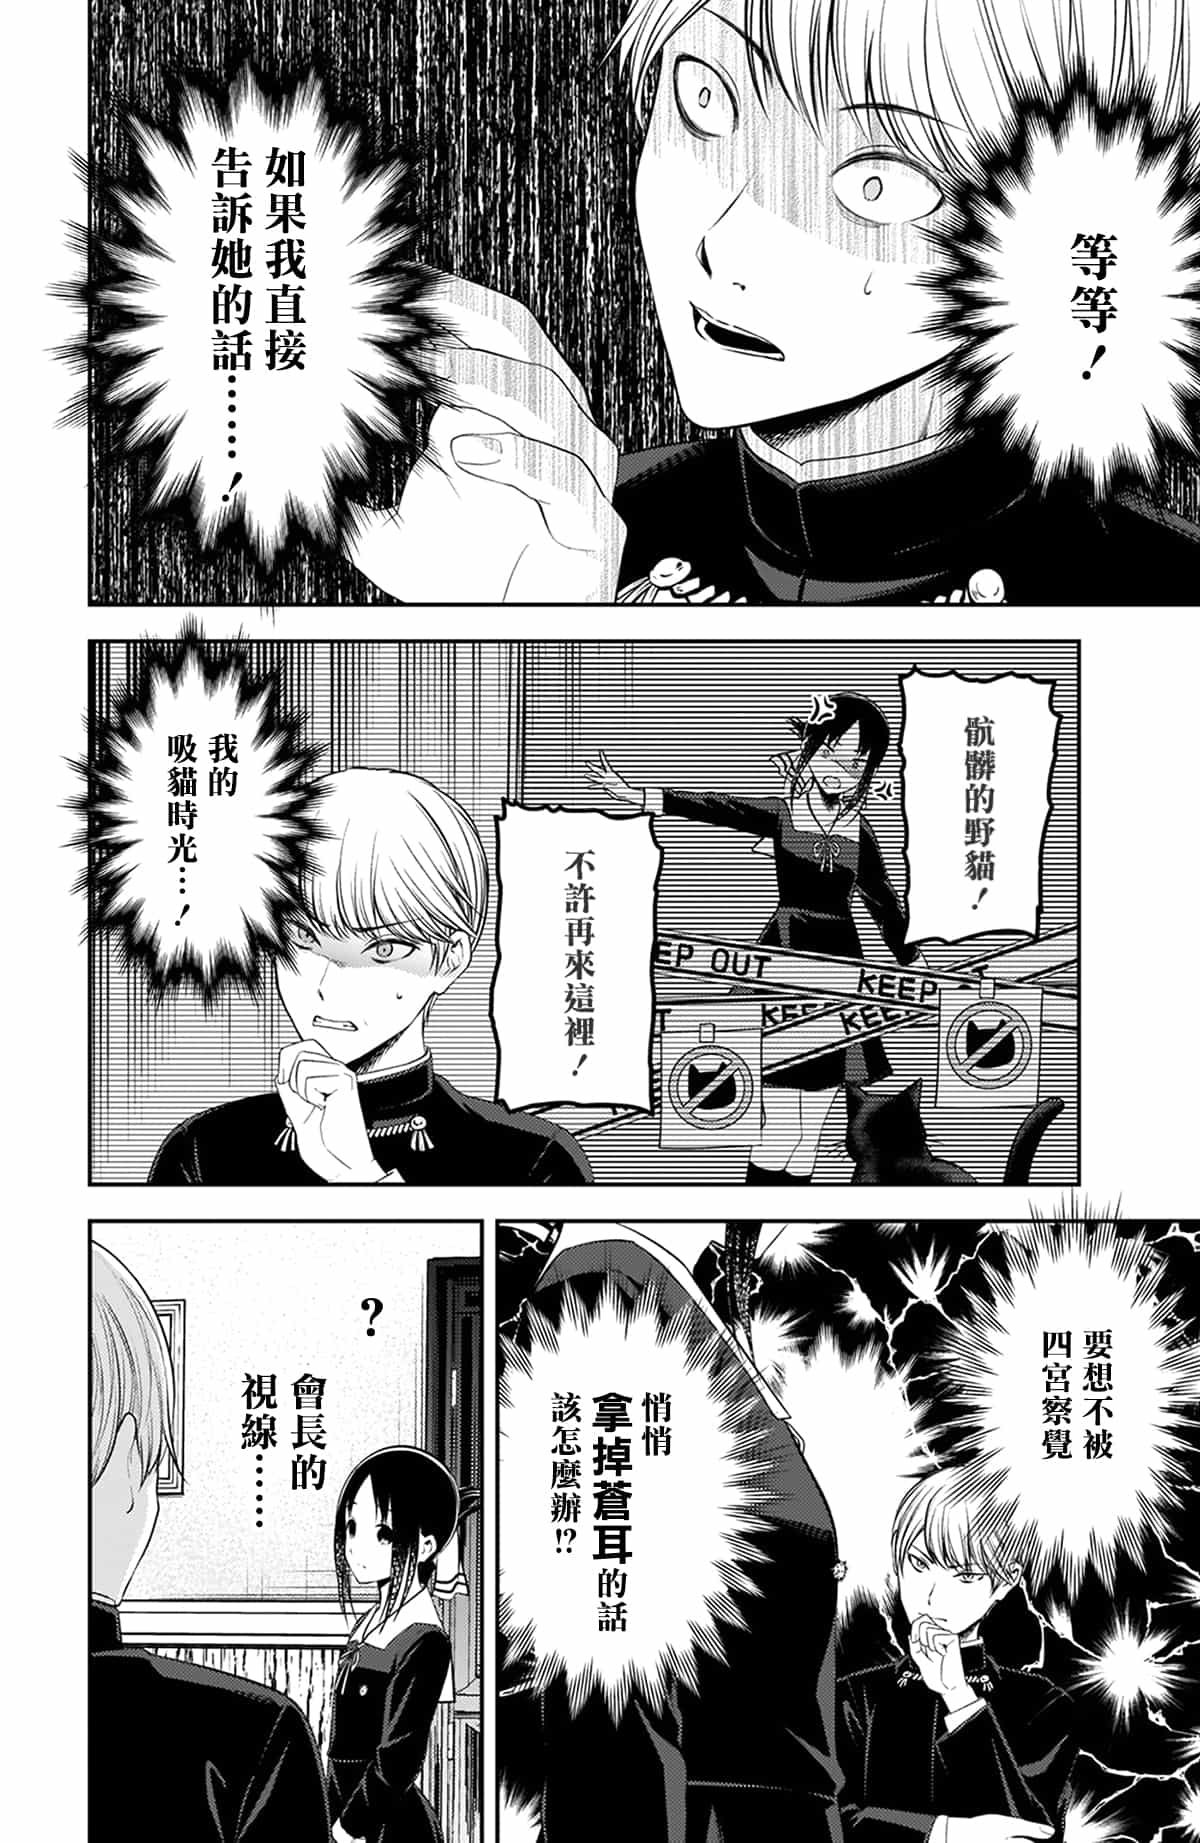 等等！
如果我直接
告訴她的話……！
骯髒的野貓！
不許再來這裡！
我的
吸貓時光…！
KEEP OUT
KEEP
KEEP
KEEP
要想不被
四宮察覺
悄悄
拿掉蒼耳的話
該怎麼辦!?
？
會長的
視線……